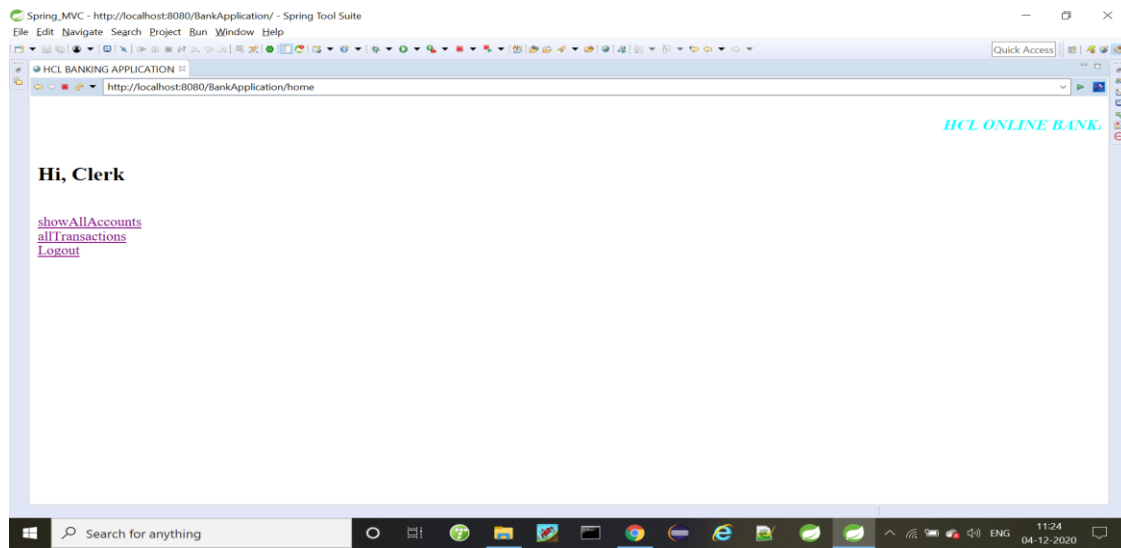 Spring_MVC - http://localhost:8080/BankApplication/ - Spring Tool Suite
File Edit Navigate Search Project Run Window Help
Quick Access
HCL BANKING APPLICATION
http://localhost:8080/BankApplication/home
HCL ONLINE BANK
Hi, Clerk
showAllAccounts
allTransactions
Logout
Search for anything
ENG
11:24
04-12-2020